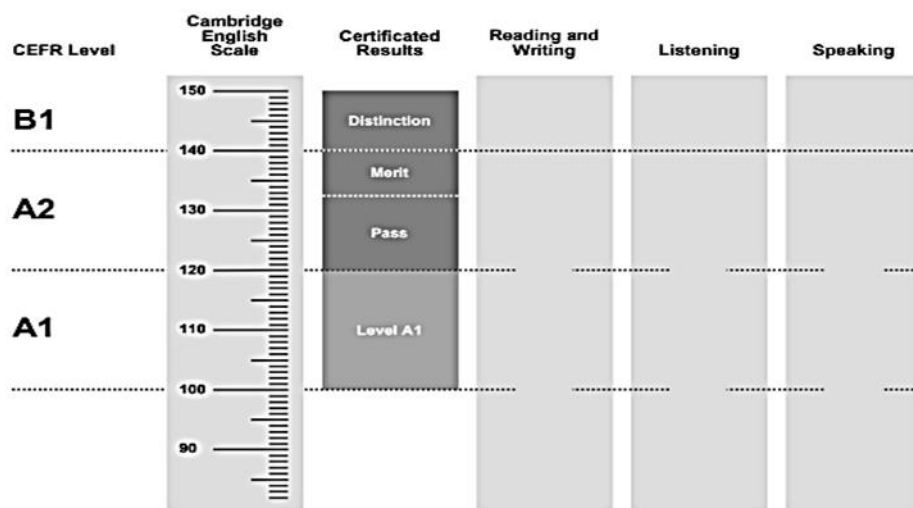 CEFR Level
Cambridge
English
Scale
Certificated
Results
Reading and
Writing
Listening
Speaking
150
Distinction
B1
140
Merit
A2
130
Pass
120
A1
110
Level A1
100
90